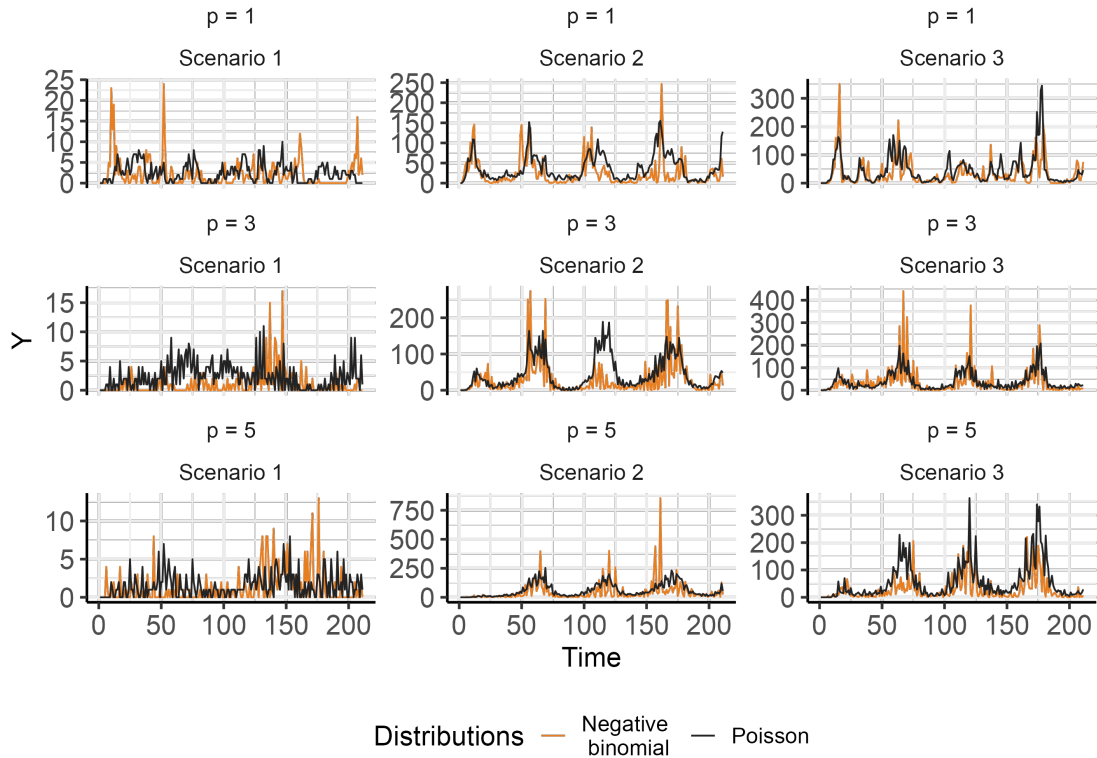 p = 1
p = 1
p = 1
Scenario 1
Scenario 2
Scenario 3
25
20
15
10
5
0
250
200
150
100
50
0
300
200
100
0
p = 3
p = 3
p = 3
Scenario 1
Scenario 2
Scenario 3
15
10
5
0
200
100
0
400
300
200
100
0
Y
p = 5
p = 5
p = 5
Scenario 1
Scenario 2
Scenario 3
10
5
0
750
500
250
0
300
200
100
0
0 50 100 150 200
0 50 100 150 200
0 50 100 150 200
Time
Distributions
Negative
binomial
Poisson